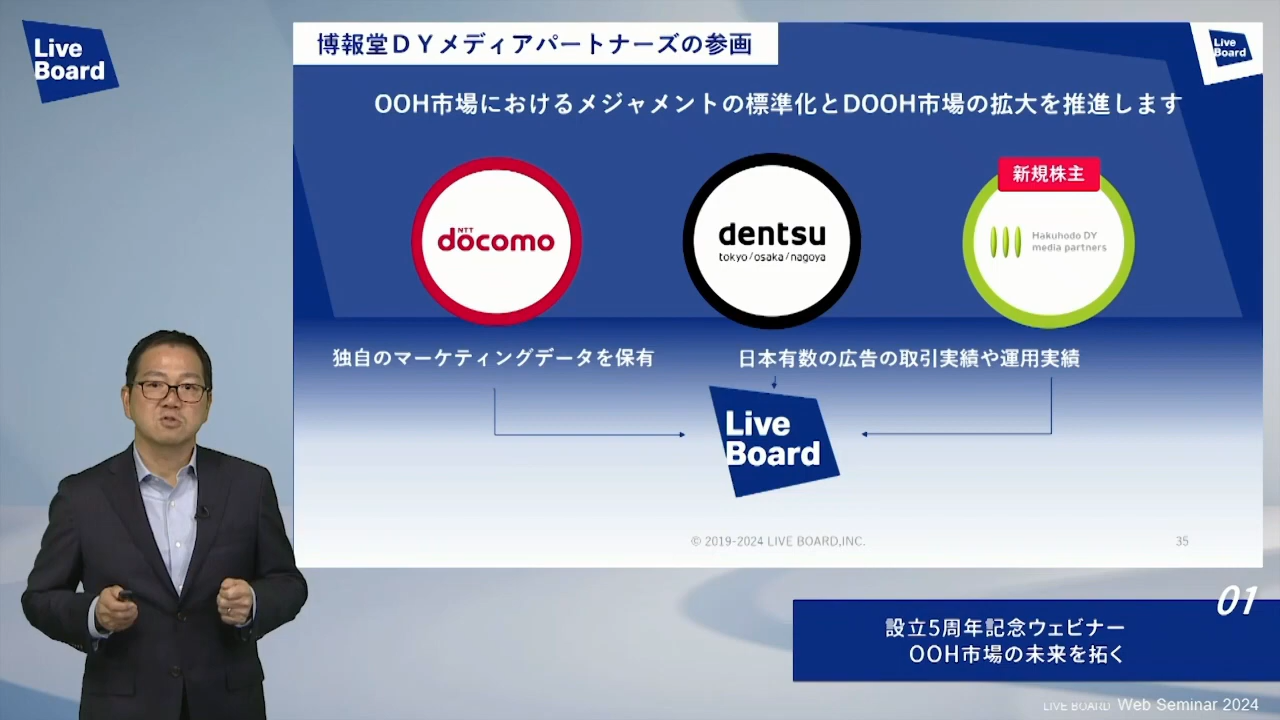 Live
Board
博報堂ＤＹメディアパートナーズの参画
Live
Board
OOH市場におけるメジャメントの標準化とDOOH市場の拡大を推進します
新規株主
NTT
docomo
dentsu
tokyo/osaka/nagoya
Hakuhodo DY
media partners
独自のマーケティングデータを保有
日本有数の広告の取引実績や運用実績
Live
Board
© 2019-2024 LIVE BOARD,INC.
35
01
設立5周年記念ウェビナー
OOH市場の未来を拓く
LIVE BOARD Web Seminar 2024